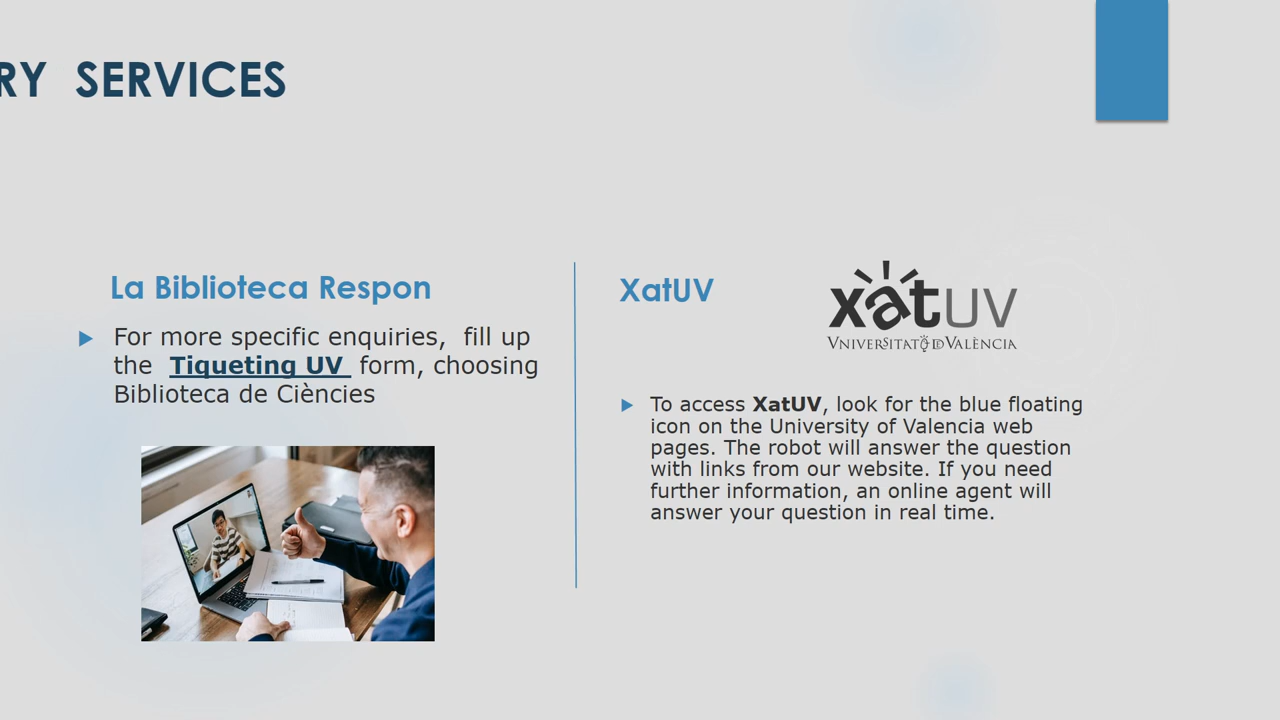 RY SERVICES
La Biblioteca Respon
For more specific enquiries, fill up
the Tiqueting UV form, choosing
Biblioteca de Ciències
XatUV
xatUV
VNIVERSITAT DE VALÈNCIA
To access XatUV, look for the blue floating
icon on the University of Valencia web
pages. The robot will answer the question
with links from our website. If you need
further information, an online agent will
answer your question in real time.